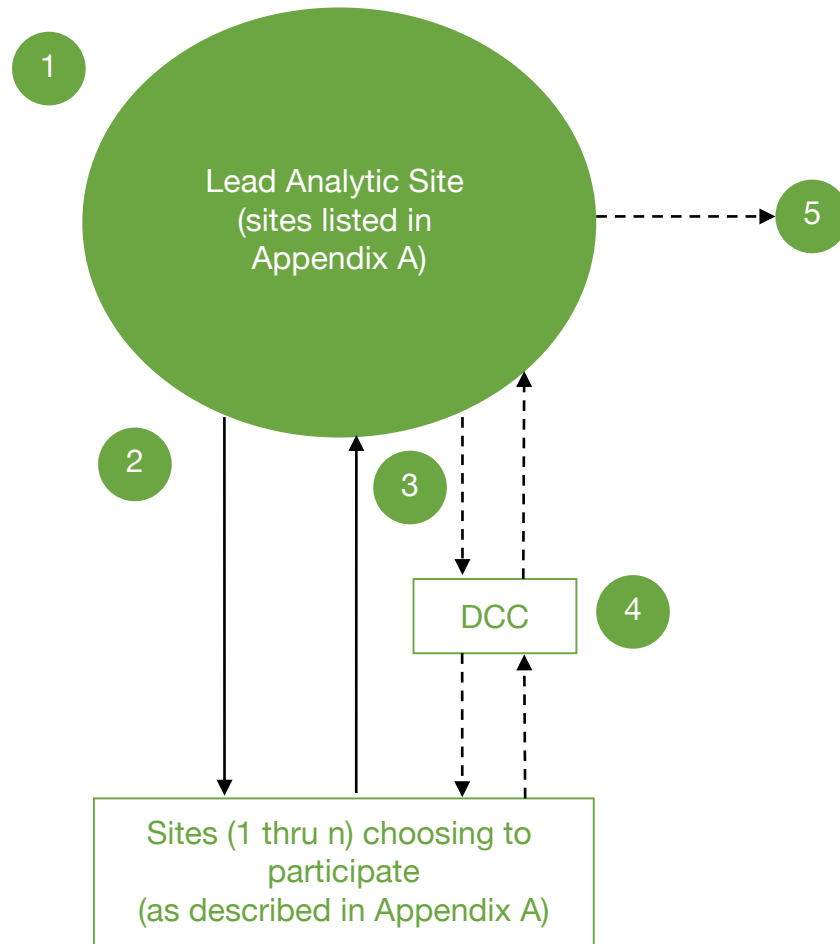 1
Lead Analytic Site
(sites listed in
Appendix A)
5
2
3
DCC
4
Sites (1 thru n) choosing to
participate
(as described in Appendix A)